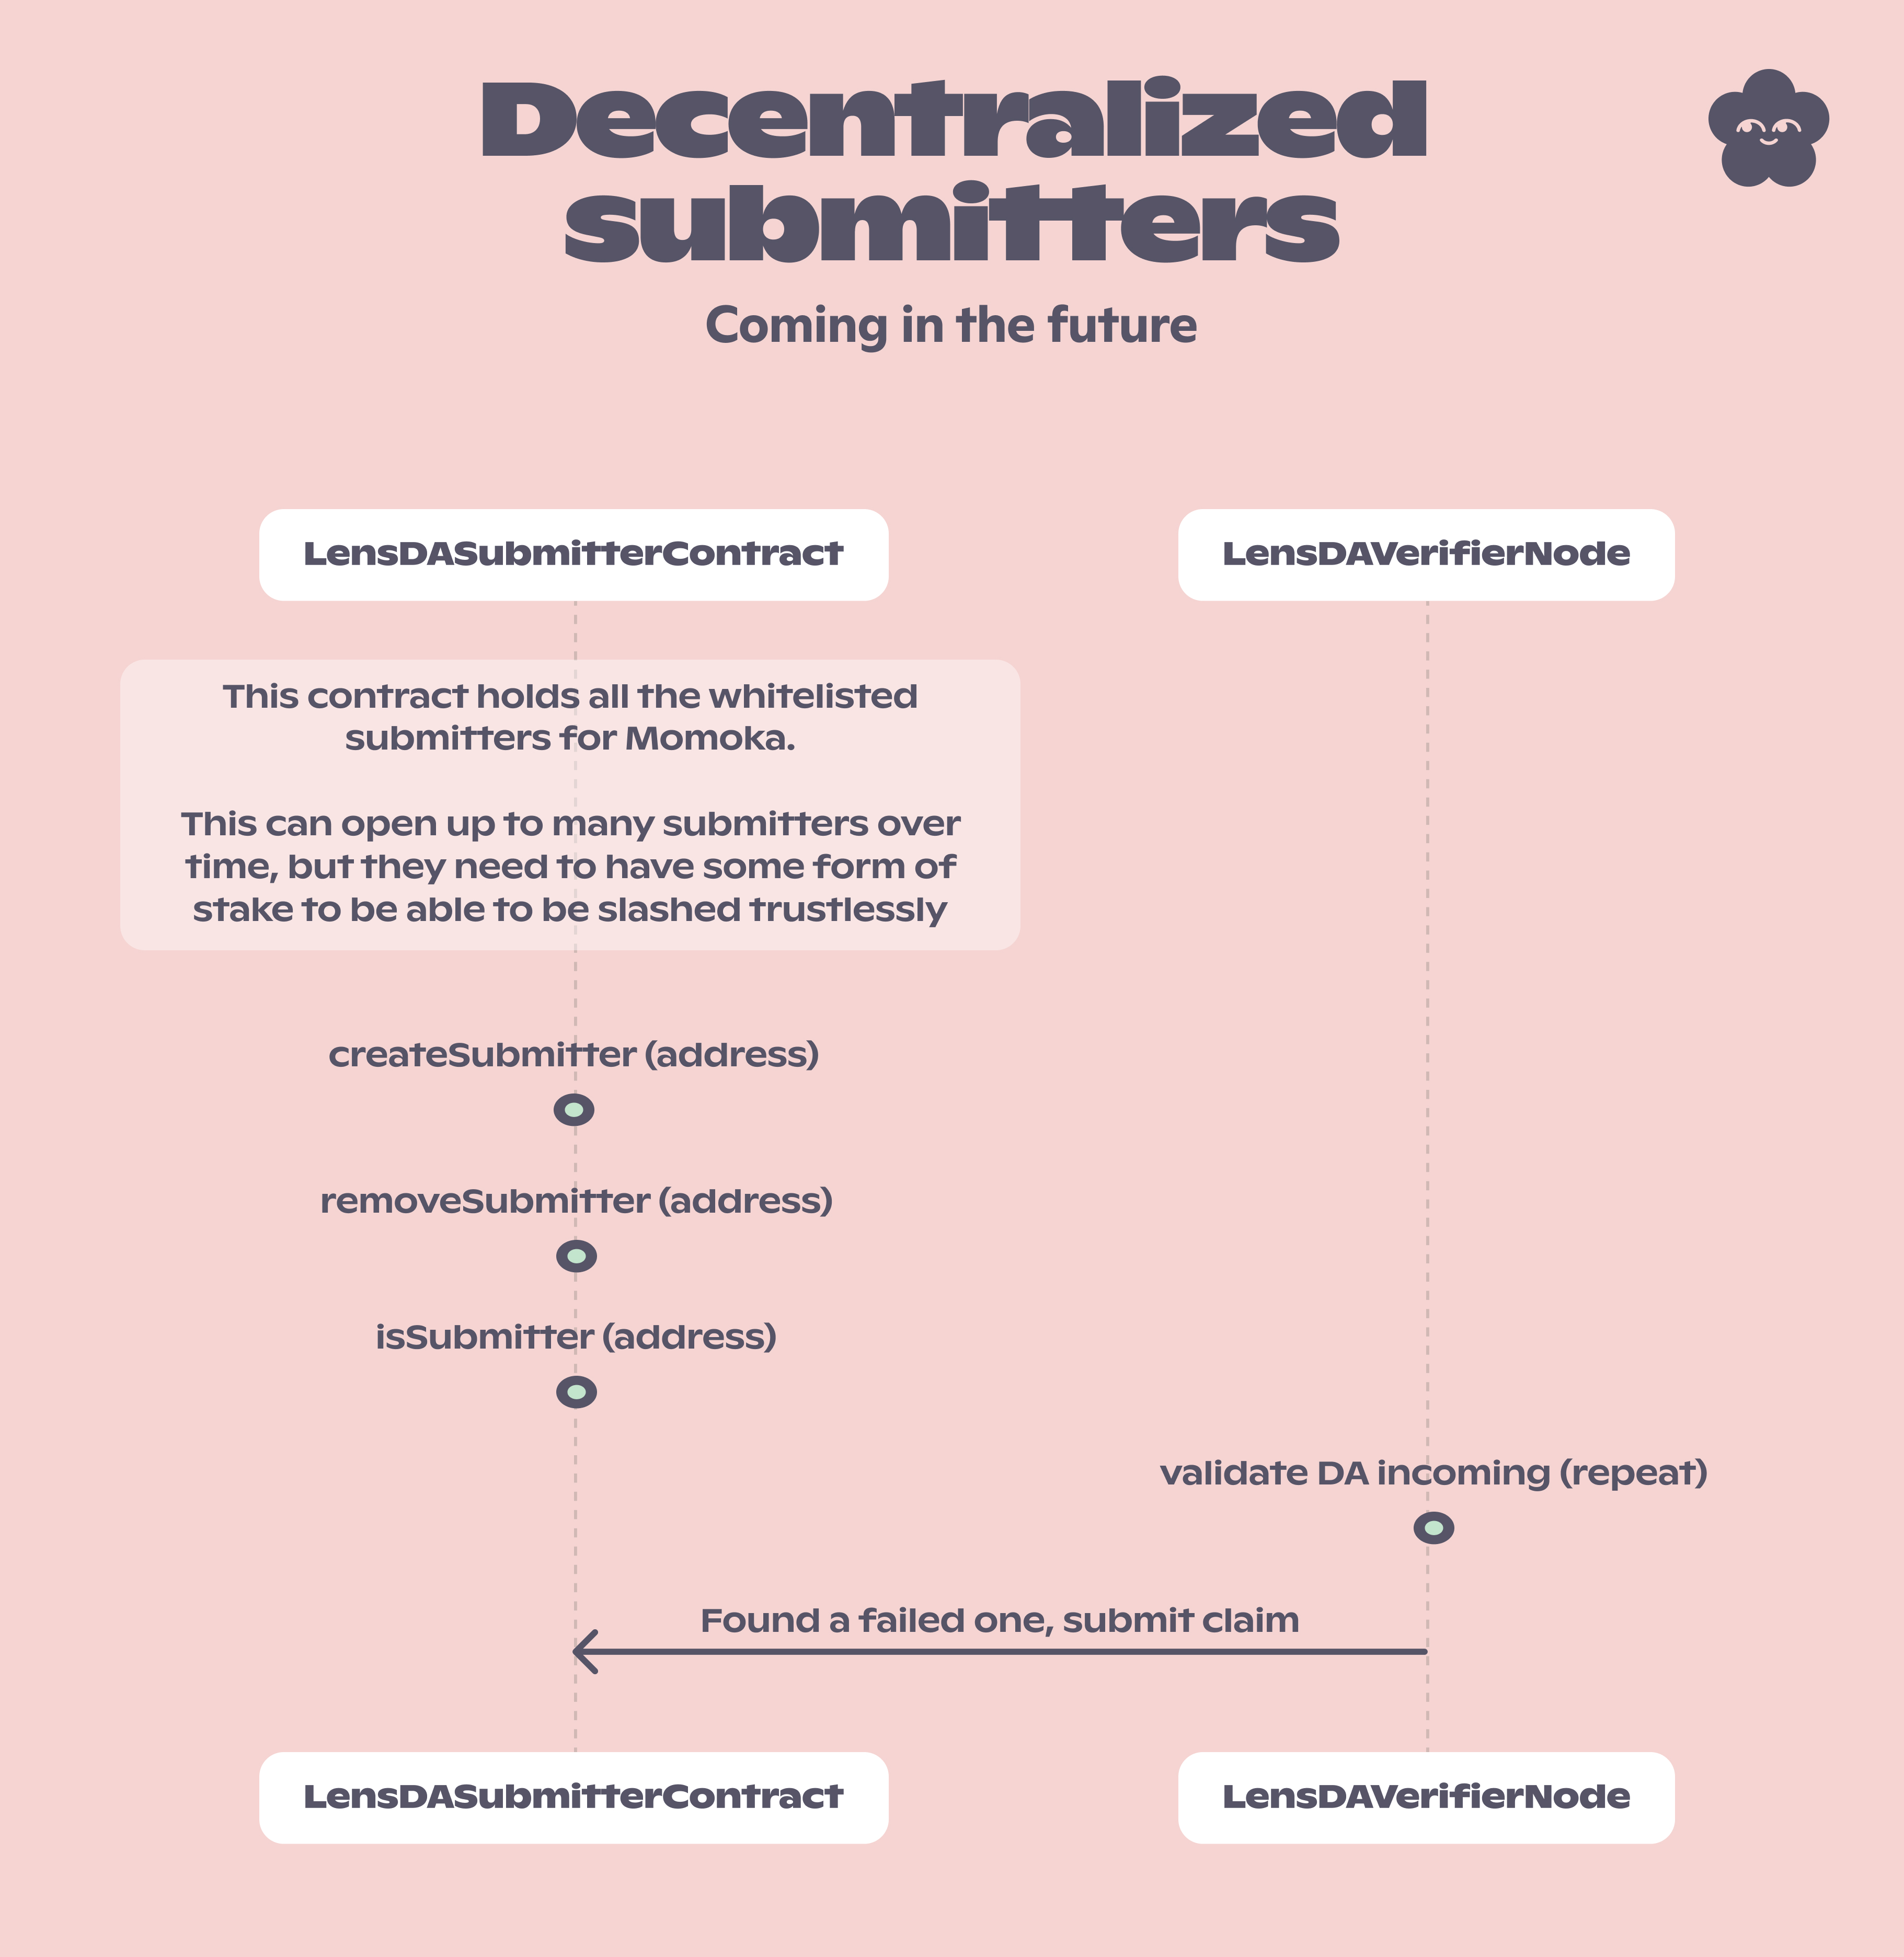 Decentralized
submitters
Coming in the future
LensDASubmitterContract
LensDAVerifierNode
This contract holds all the whitelisted
submitters for Momoka.
This can open up to many submitters over
time, but they need to have some form of
stake to be able to be slashed trustlessly
createSubmitter (address)
removeSubmitter (address)
isSubmitter (address)
validate DA incoming (repeat)
Found a failed one, submit claim
LensDASubmitterContract
LensDAVerifierNode